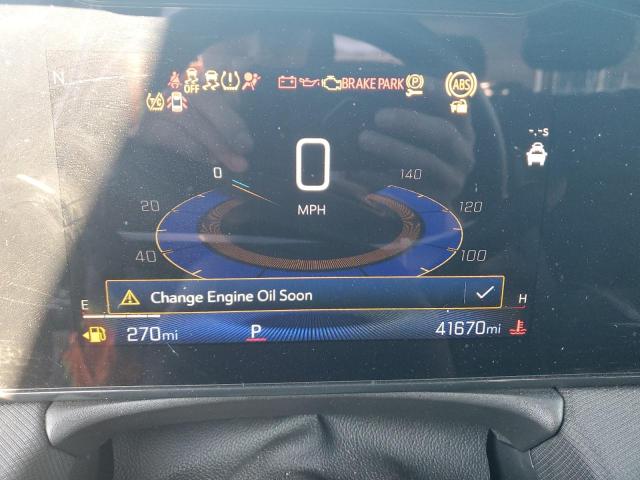 N
OFF
BRAKE PARK
P
ABS
T/C
-.-s
0
0
140
20
MPH
120
40
100
Change Engine Oil Soon
E
H
270mi
P
41670mi